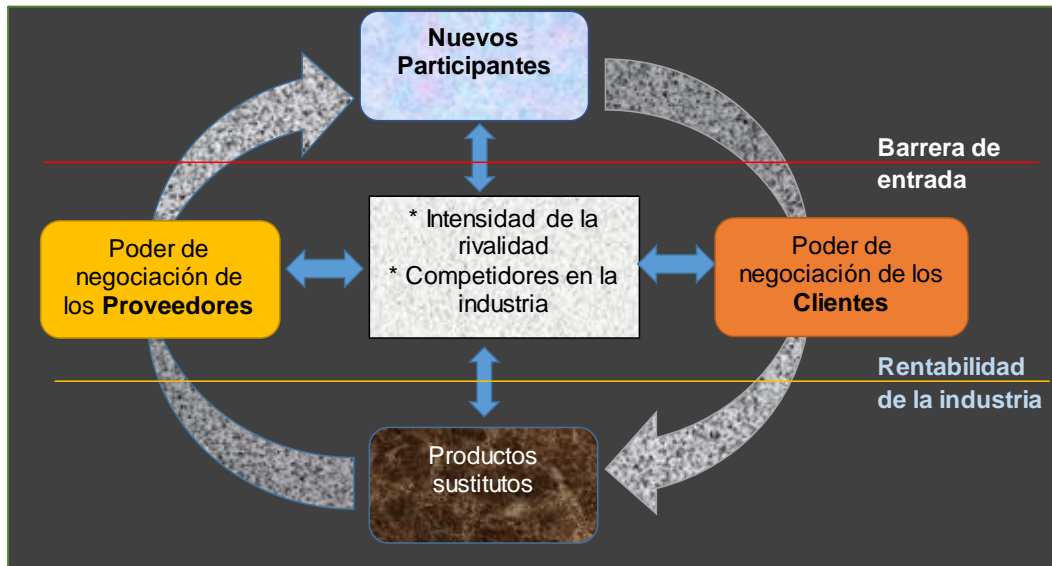 Nuevos
Participantes
Barrera de
entrada
* Intensidad de la
rivalidad
* Competidores en la
industria
Poder de
negociación de
los Proveedores
Poder de
negociación de los
Clientes
Rentabilidad
de la industria
Productos
sustitutos